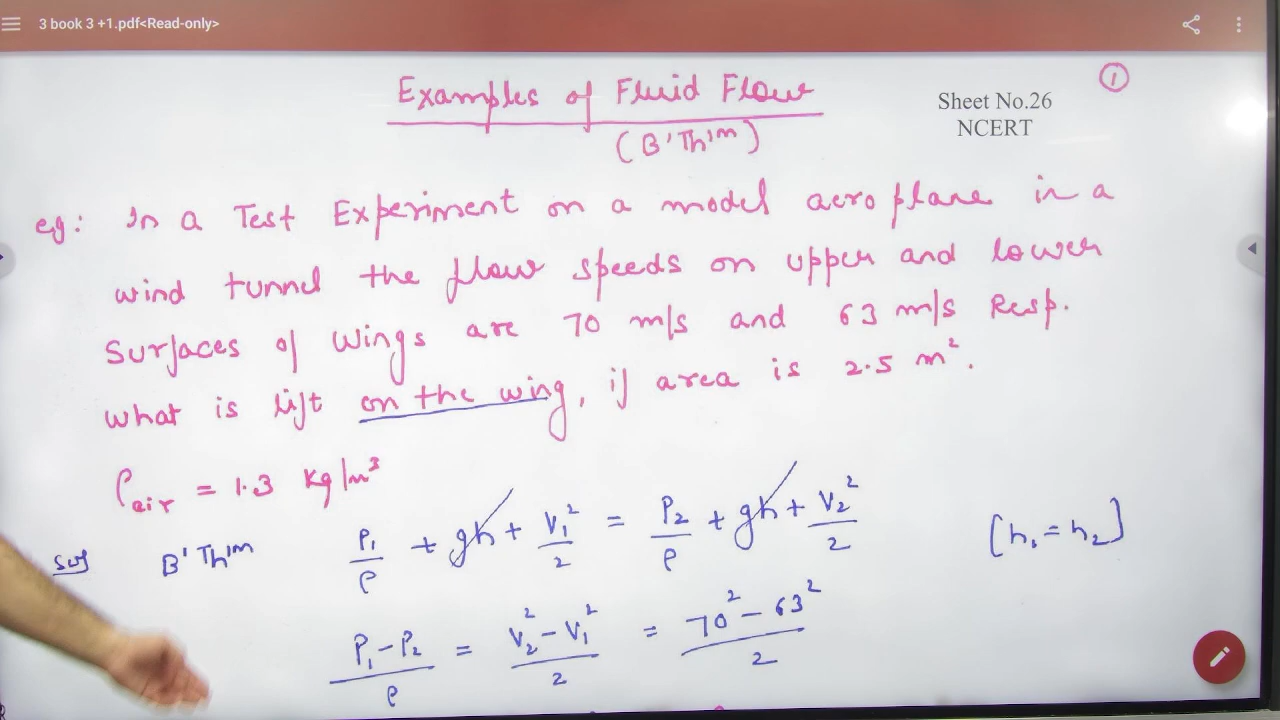 3 book 3 +1.pdf<Read-only>
Examples of Fluid Flow
(B'Th'm)
Sheet No.26
NCERT
1
eg: In a Test Experiment on a model aeroplane in a
wind tunnel the flow speeds on upper and lower
Surfaces of wings are 70 m/s and 63 m/s Resp.
what is lift on the wing, if area is 2.5 m².
ρair = 1.3 kg/m³
Sol B'Th'm P₁/ρ + gh + V₁²/2 = P₂/ρ + gh + V₂²/2 [h₁=h₂]
P₁-P₂/ρ = V₂²-V₁²/2 = 70²-63²/2